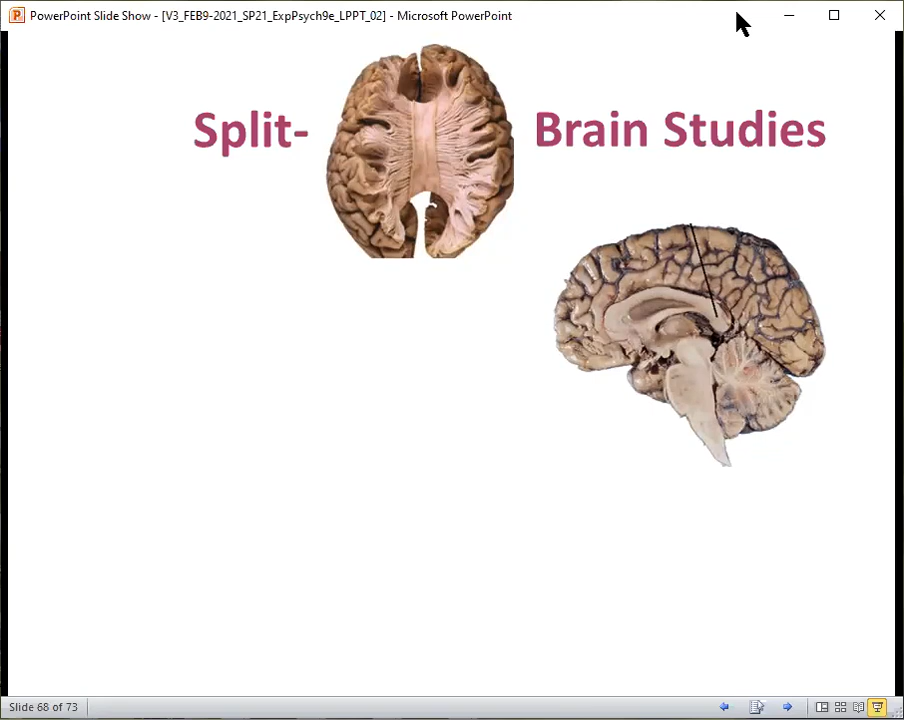 PowerPoint Slide Show - [V3_FEB9-2021_SP21_ExpPsych9e_LPPT_02] - Microsoft PowerPoint
Split- Brain Studies
Slide 68 of 73